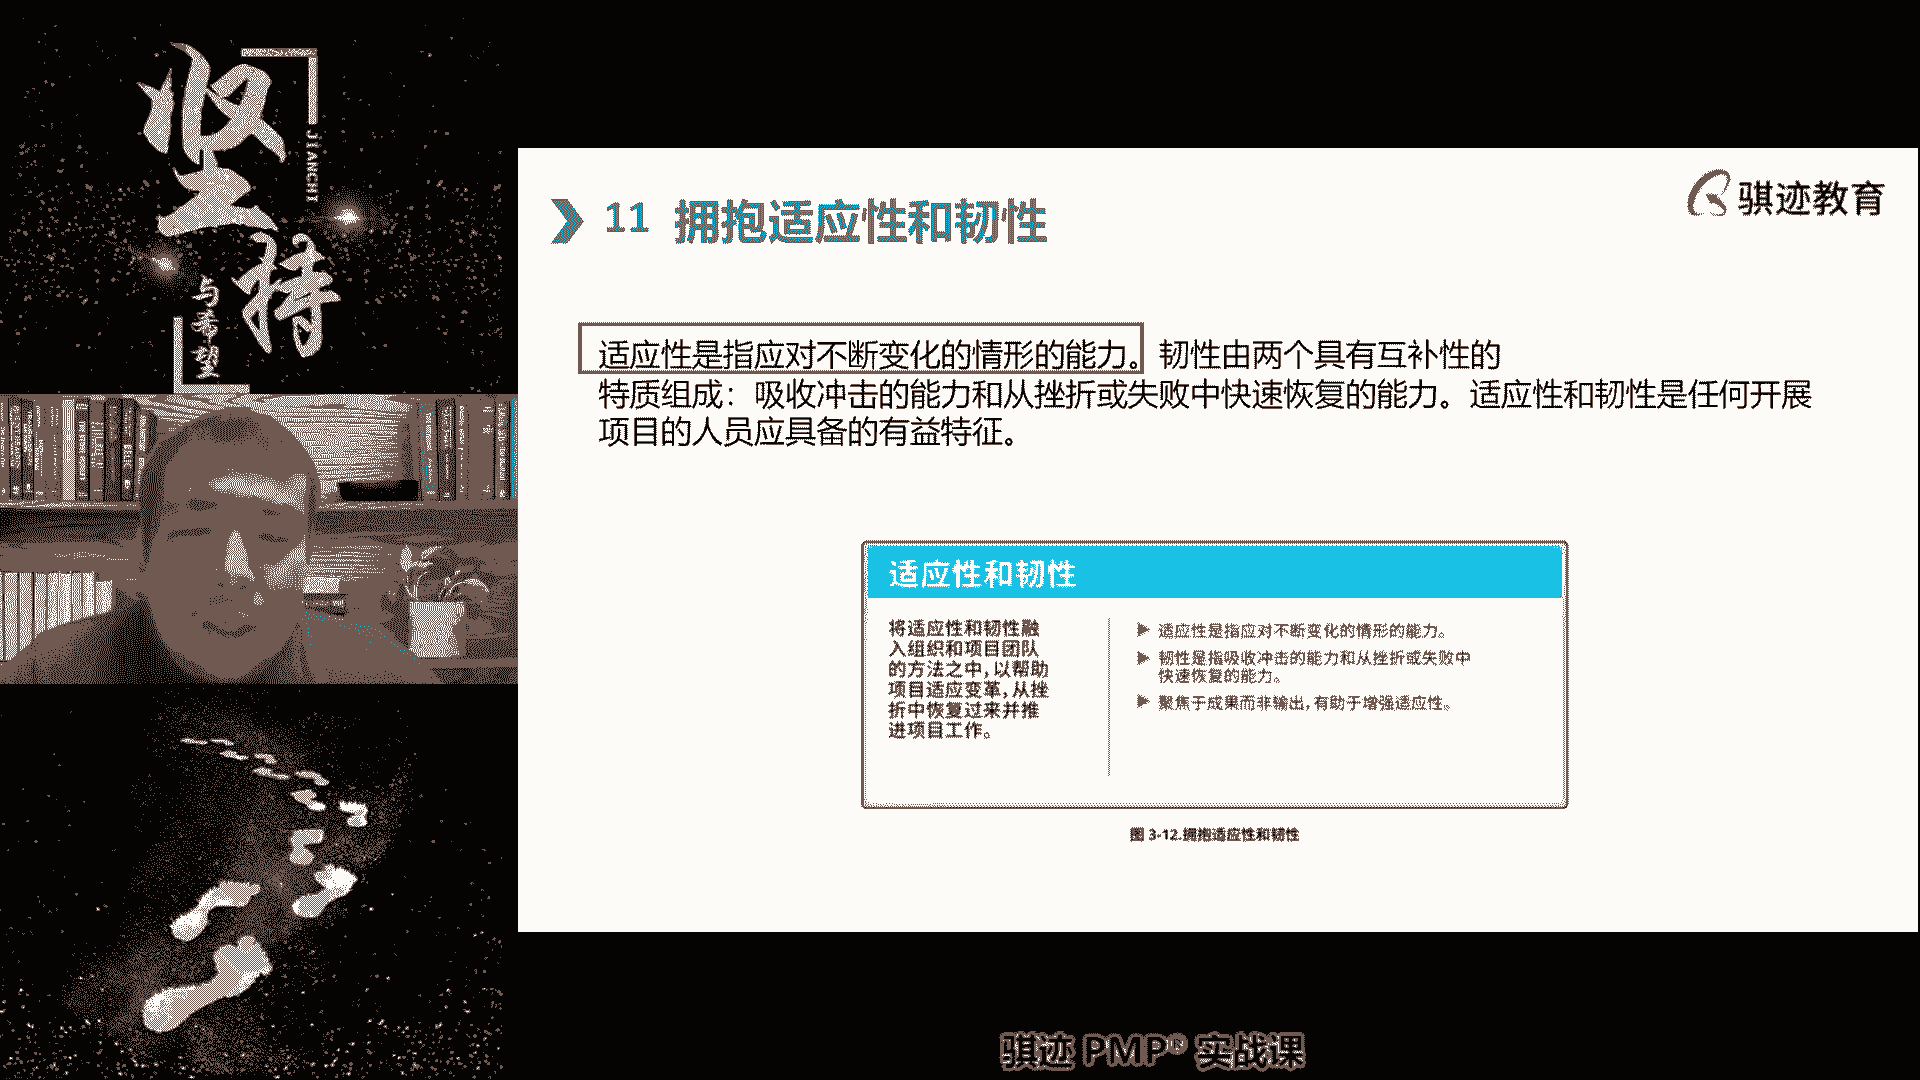 坚持
JIANCHI
与希望
11 拥抱适应性和韧性
骐迹教育
适应性是指应对不断变化的情形的能力。韧性由两个具有互补性的
特质组成：吸收冲击的能力和从挫折或失败中快速恢复的能力。适应性和韧性是任何开展
项目的人员应具备的有益特征。
适应性和韧性
将适应性和韧性融
入组织和项目团队
的方法之中，以帮助
项目适应变革，从挫
折中恢复过来并推
进项目工作。
▶ 适应性是指应对不断变化的情形的能力。
▶ 韧性是指吸收冲击的能力和从挫折或失败中
快速恢复的能力。
▶ 聚焦于成果而非输出，有助于增强适应性。
图 3-12.拥抱适应性和韧性
骐迹 PMP® 实战课